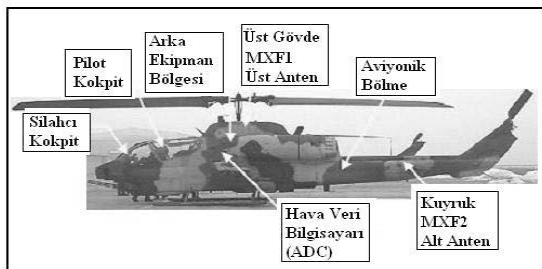 Silahcı
Kokpit
Pilot
Kokpit
Arka
Ekipman
Bölgesi
Üst Gövde
MXF1
Üst Anten
Aviyonik
Bölme
Hava Veri
Bilgisayarı
(ADC)
Kuyruk
MXF2
Alt Anten